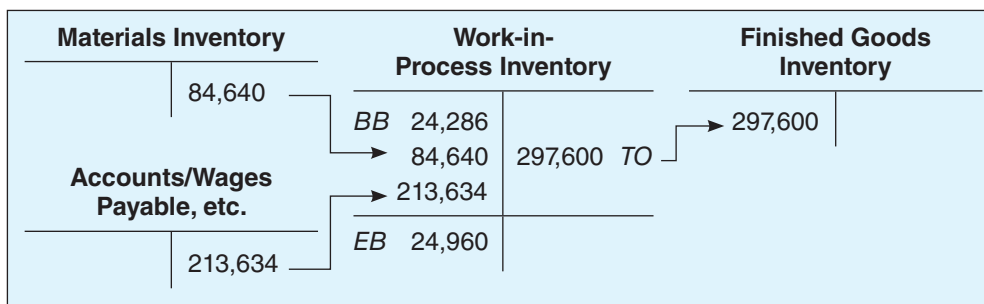 Materials Inventory
84,640
Accounts/Wages
Payable, etc.
213,634
Work-in-
Process Inventory
BB 24,286
84,640 297,600 TO
213,634
EB 24,960
Finished Goods
Inventory
297,600